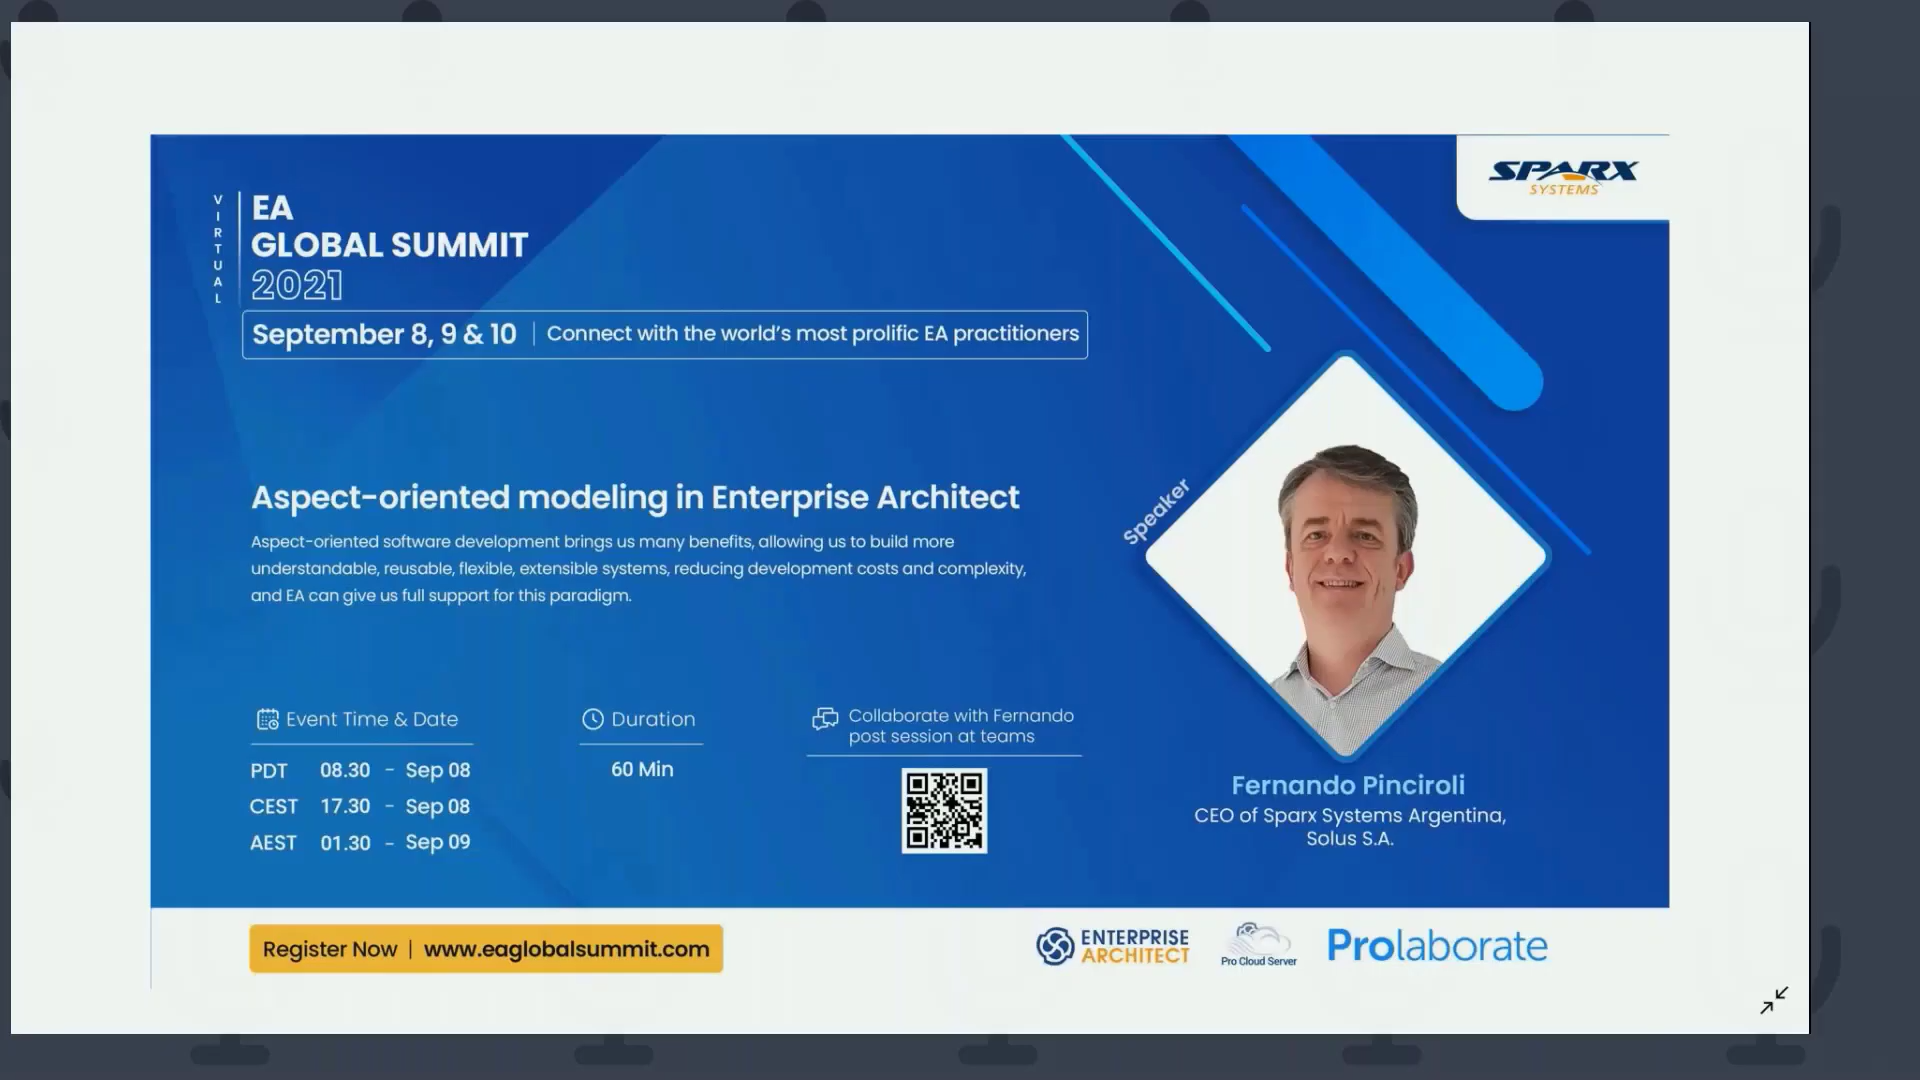 SPARX
SYSTEMS
VIRTUAL
EA
GLOBAL SUMMIT
2021
September 8, 9 & 10 | Connect with the world's most prolific EA practitioners
Aspect-oriented modeling in Enterprise Architect
Aspect-oriented software development brings us many benefits, allowing us to build more
understandable, reusable, flexible, extensible systems, reducing development costs and complexity,
and EA can give us full support for this paradigm.
Speaker
Fernando Pinciroli
CEO of Sparx Systems Argentina,
Solus S.A.
Event Time & Date
PDT 08.30 - Sep 08
CEST 17.30 - Sep 08
AEST 01.30 - Sep 09
Duration
60 Min
Collaborate with Fernando
post session at teams
Register Now | www.eaglobalsummit.com
ENTERPRISE
ARCHITECT
Pro Cloud Server
Prolaborate